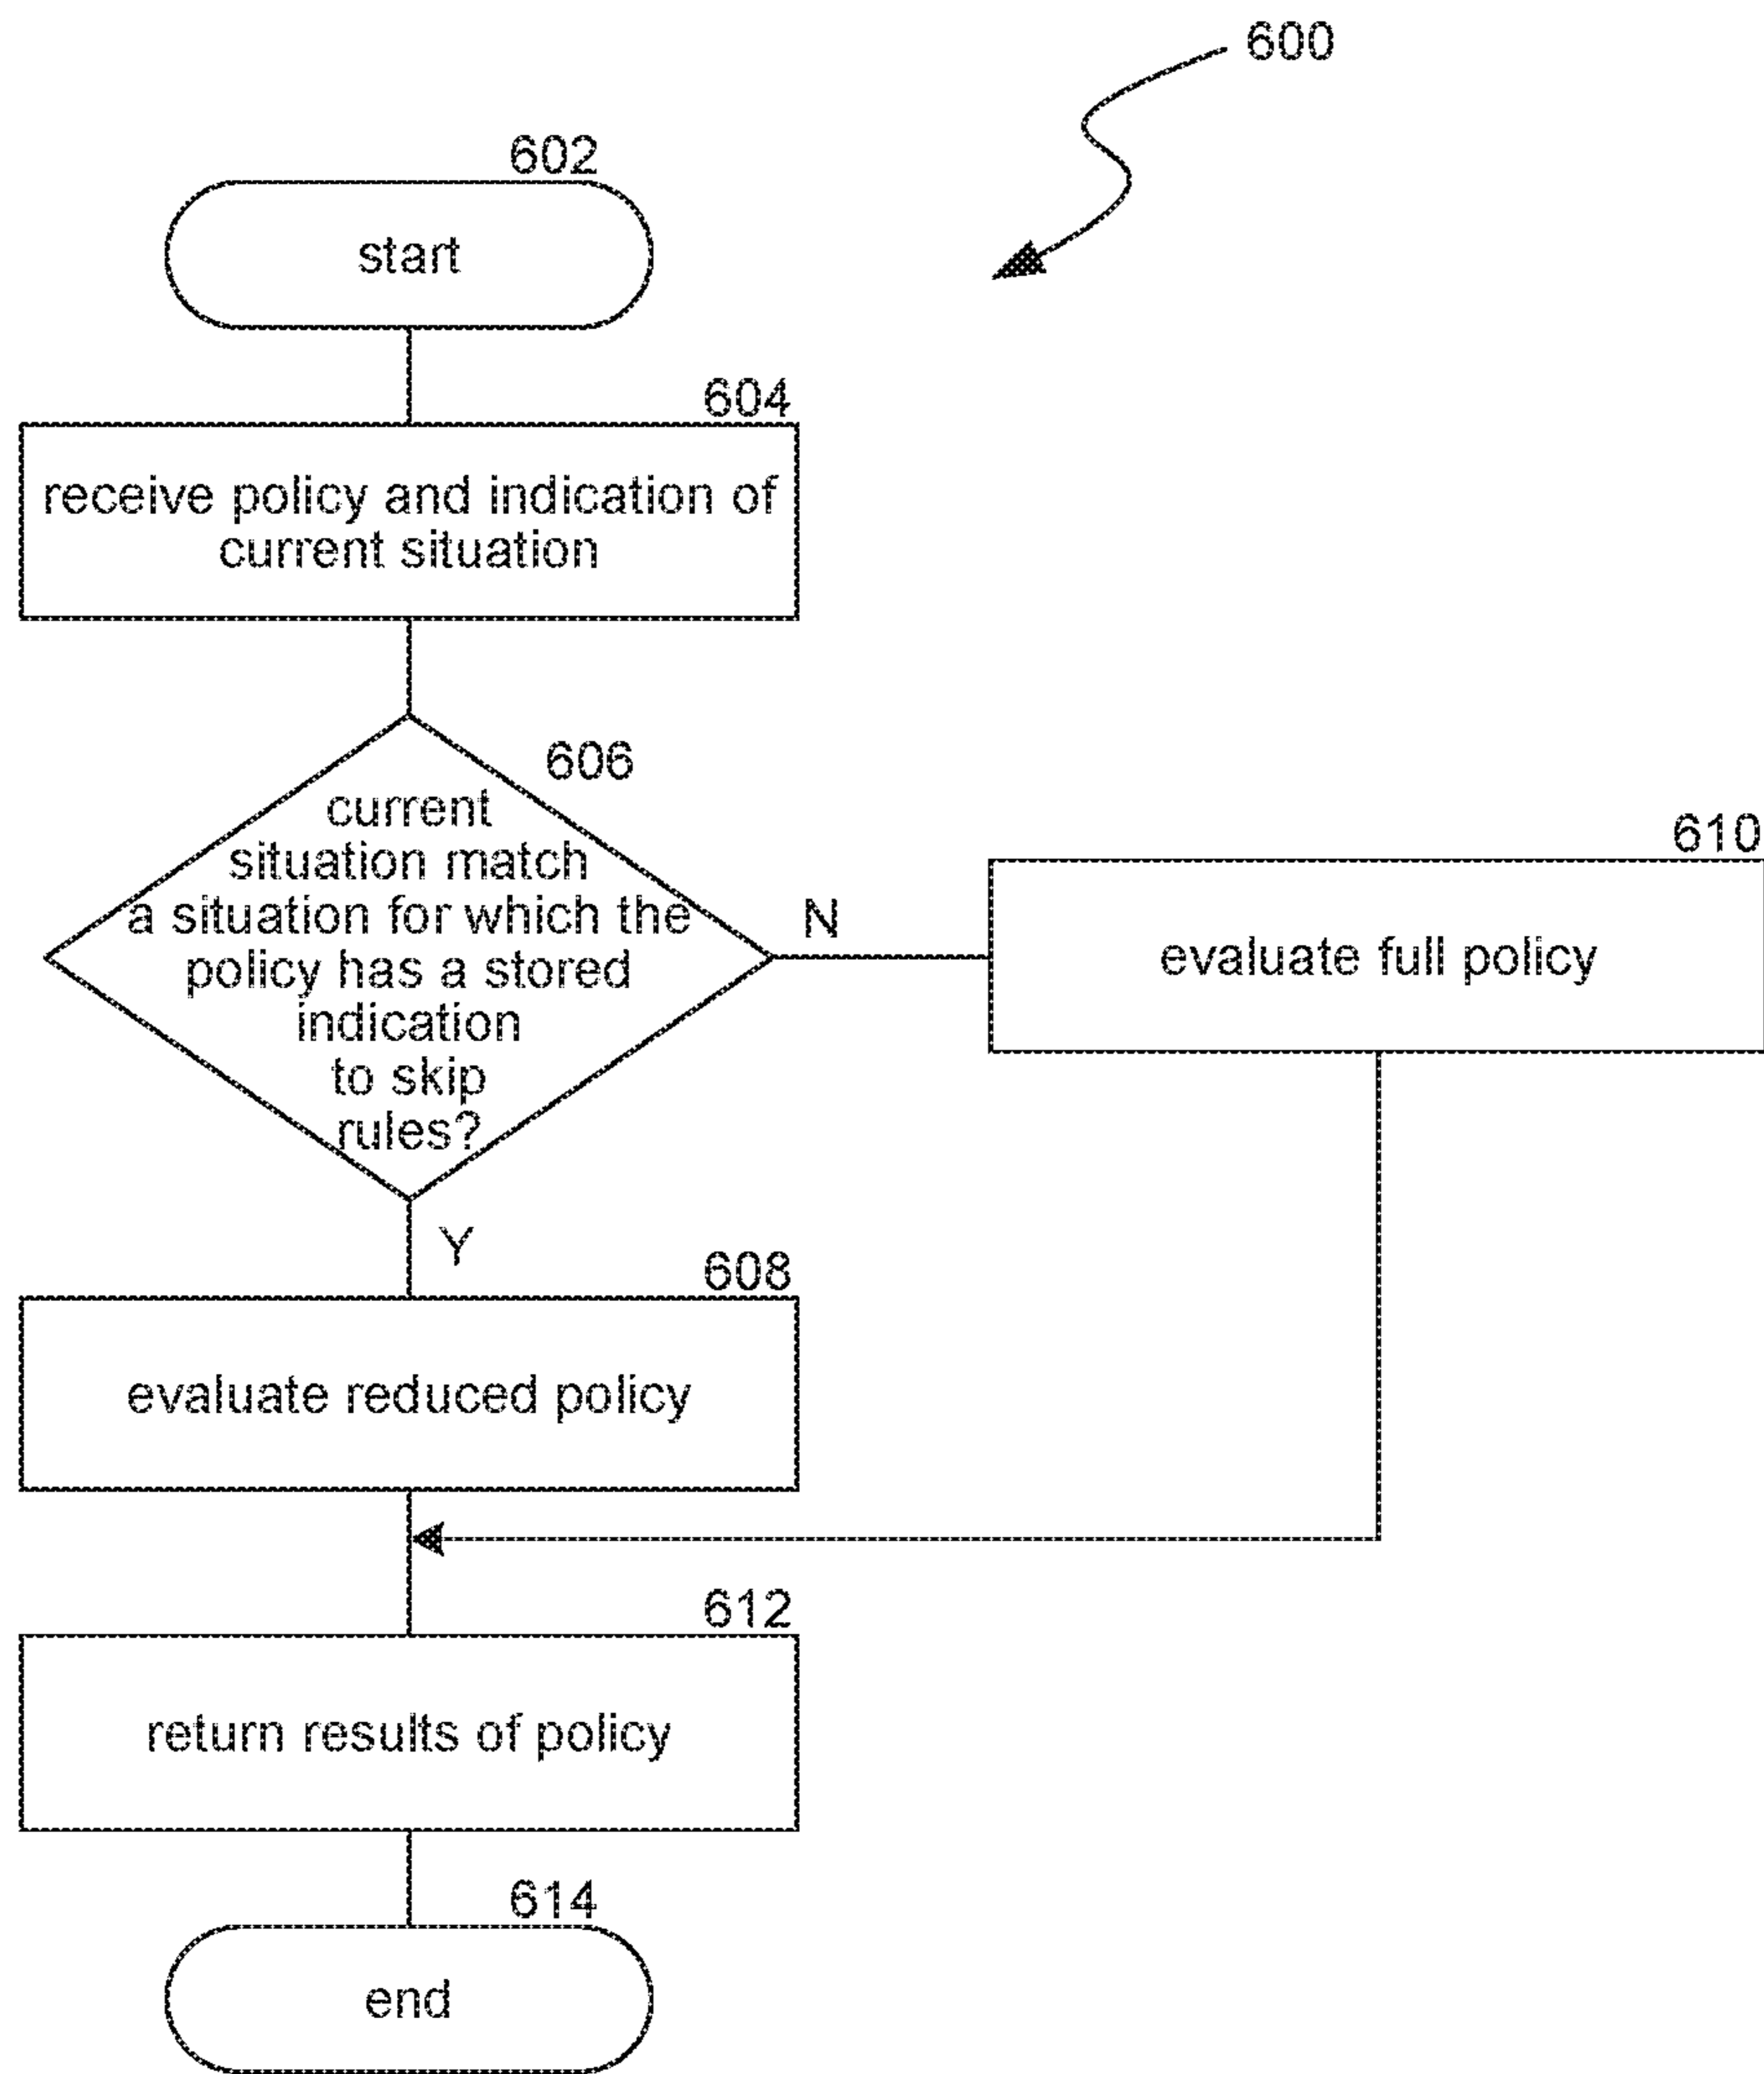 600
602
start
604
receive policy and indication of
current situation
606
current
situation match
a situation for which the
policy has a stored
indication
to skip
rules?
N
610
evaluate full policy
Y
608
evaluate reduced policy
612
return results of policy
614
end